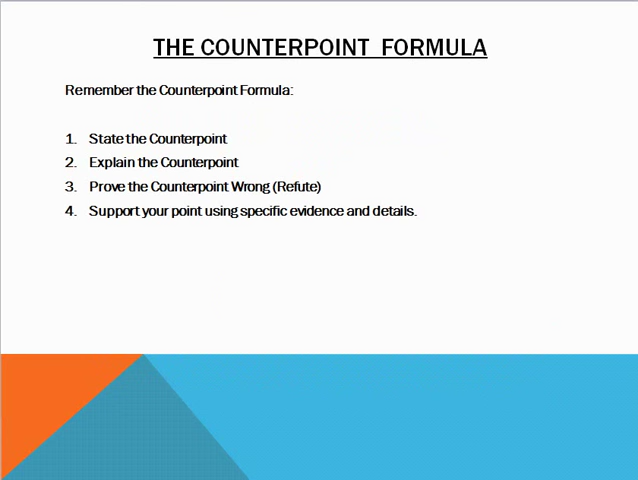 THE COUNTERPOINT FORMULA
Remember the Counterpoint Formula:
1. State the Counterpoint
2. Explain the Counterpoint
3. Prove the Counterpoint Wrong (Refute)
4. Support your point using specific evidence and details.